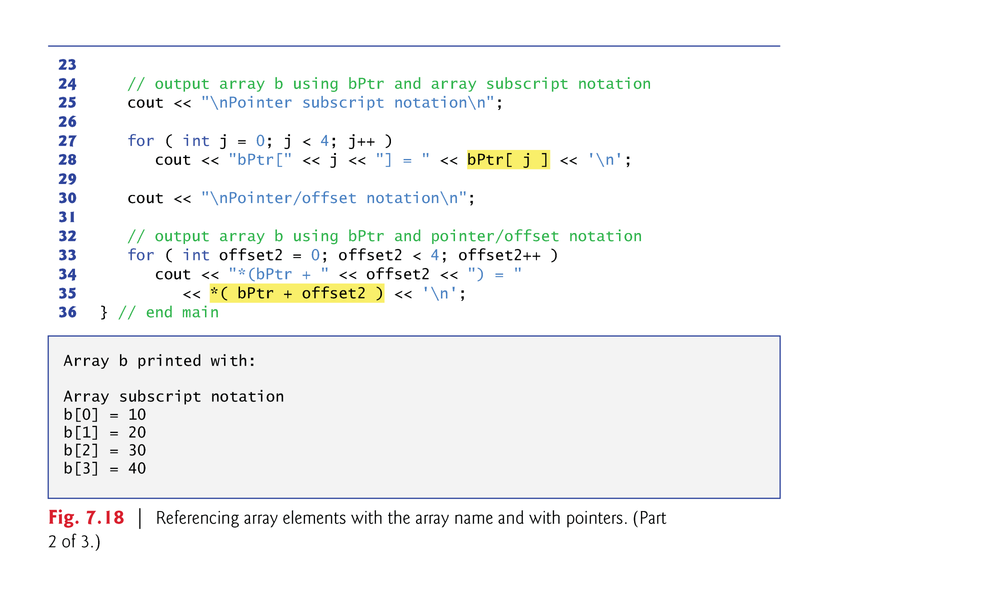 23
24 // output array b using bPtr and array subscript notation
25 cout << "\nPointer subscript notation\n";
26
27 for ( int j = 0; j < 4; j++ )
28 cout << "bPtr[" << j << "] = " << bPtr[ j ] << '\n';
29
30 cout << "\nPointer/offset notation\n";
31
32 // output array b using bPtr and pointer/offset notation
33 for ( int offset2 = 0; offset2 < 4; offset2++ )
34 cout << "*(bPtr + " << offset2 << ") = "
35 << *( bPtr + offset2 ) << '\n';
36 } // end main
Array b printed with:
Array subscript notation
b[0] = 10
b[1] = 20
b[2] = 30
b[3] = 40
Fig. 7.18 | Referencing array elements with the array name and with pointers. (Part
2 of 3.)